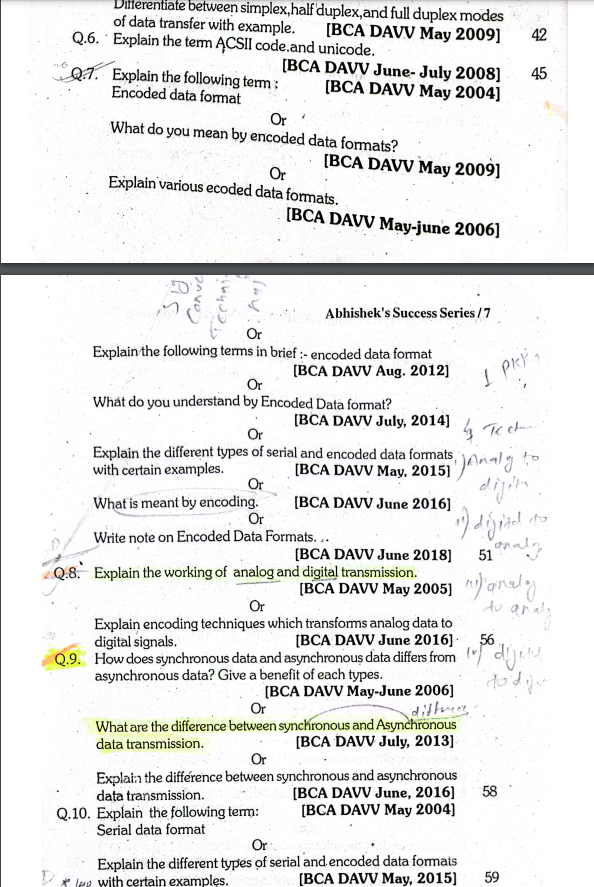 Differentiate between simplex,half duplex,and full duplex modes
of data transfer with example. [BCA DAVV May 2009] 42
Q.6. Explain the term ACSII code.and unicode.
[BCA DAVV June- July 2008] 45
Q.7. Explain the following term :
[BCA DAVV May 2004]
Encoded data format
Or
What do you mean by encoded data formats?
[BCA DAVV May 2009]
Or
Explain various ecoded data formats.
[BCA DAVV May-june 2006]
Abhishek's Success Series / 7
Or
Explain the following terms in brief :- encoded data format
[BCA DAVV Aug. 2012]
Or
What do you understand by Encoded Data format?
[BCA DAVV July, 2014]
Or
Explain the different types of serial and encoded data formats
with certain examples. [BCA DAVV May, 2015]
Or
What is meant by encoding. [BCA DAVV June 2016]
Or
Write note on Encoded Data Formats. ..
[BCA DAVV June 2018] 51
Q.8. Explain the working of analog and digital transmission.
[BCA DAVV May 2005]
Or
Explain encoding techniques which transforms analog data to
digital signals. [BCA DAVV June 2016] 56
Q.9. How does synchronous data and asynchronous data differs from
asynchronous data? Give a benefit of each types.
[BCA DAVV May-June 2006]
Or
What are the difference between synchronous and Asynchronous
data transmission. [BCA DAVV July, 2013]
Or
Explain the difference between synchronous and asynchronous
data transmission. [BCA DAVV June, 2016] 58
Q.10. Explain the following term: [BCA DAVV May 2004]
Serial data format
Or
Explain the different types of serial and encoded data formats
with certain examples. [BCA DAVV May, 2015] 59